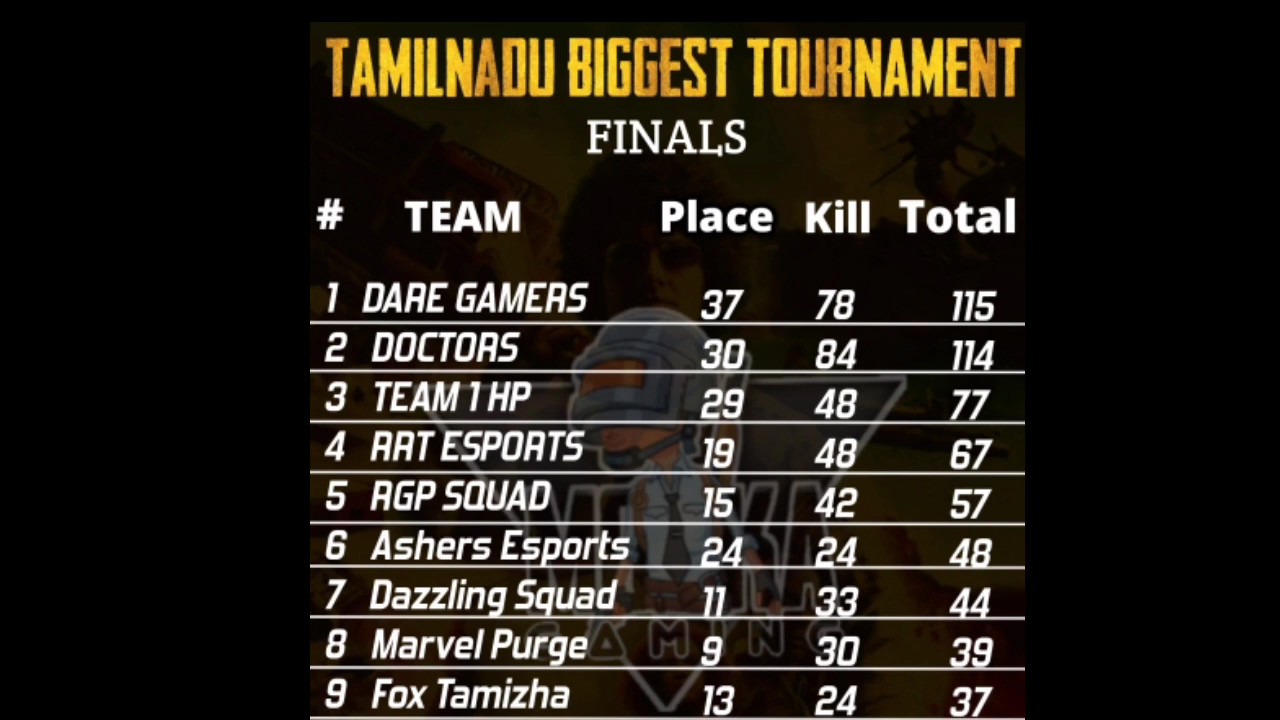 TAMILNADU BIGGEST TOURNAMENT
FINALS
# TEAM Place Kill Total
1 DARE GAMERS 37 78 115
2 DOCTORS 30 84 114
3 TEAM 1 HP 29 48 77
4 RRT ESPORTS 19 48 67
5 RGP SQUAD 15 42 57
6 Ashers Esports 24 24 48
7 Dazzling Squad 11 33 44
8 Marvel Purge 9 30 39
GAMING
9 Fox Tamizha 13 24 37